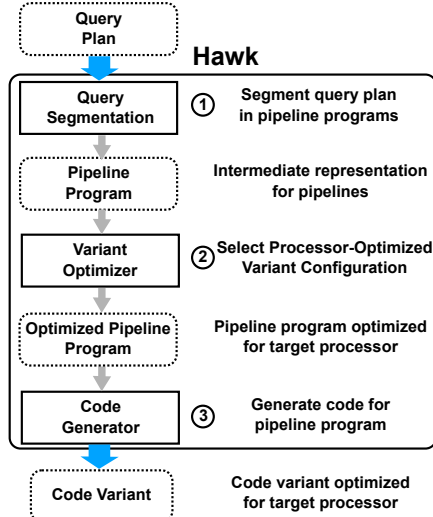 Query
Plan
Hawk
Query
Segmentation
1
Segment query plan
in pipeline programs
Pipeline
Program
Intermediate representation
for pipelines
Variant
Optimizer
2
Select Processor-Optimized
Variant Configuration
Optimized Pipeline
Program
Pipeline program optimized
for target processor
Code
Generator
3
Generate code for
pipeline program
Code Variant
Code variant optimized
for target processor